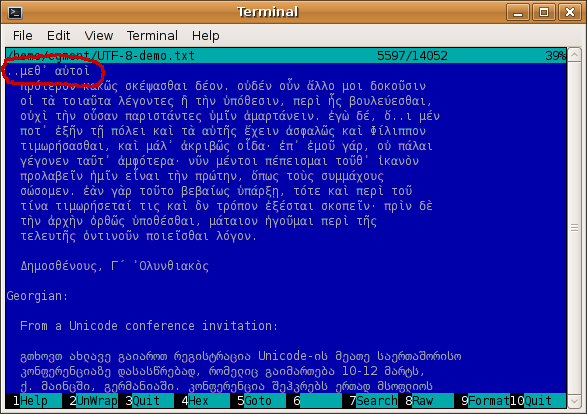 Terminal
File Edit View Terminal Help
/home/egmont/UTF-8-demo.txt 5597/14052 39%
..μεθ᾿ αὐτοὶ
πρότερον κακῶς σκέψασθαι δέον. οὐδέν οὖν ἄλλο μοι δοκοῦσιν
οἱ τὰ τοιαῦτα λέγοντες ἢ τὴν ὑπόθεσιν, περὶ ἧς βουλεύεσθαι,
οὐχὶ τὴν οὖσαν παριστάντες ὑμῖν ἁμαρτάνειν. ἐγὼ δέ, ὅ..ι μέν
ποτ᾿ ἐξῆν τῇ πόλει καὶ τὰ αὑτῆς ἔχειν ἀσφαλῶς καὶ Φίλιππον
τιμωρήσασθαι, καὶ μάλ᾿ ἀκριβῶς οἶδα· ἐπ᾿ ἐμοῦ γάρ, οὐ πάλαι
γέγονεν ταῦτ᾿ ἀμφότερα· νῦν μέντοι πέπεισμαι τοῦθ᾿ ἱκανὸν
προλαβεῖν ἡμῖν εἶναι τὴν πρώτην, ὅπως τοὺς συμμάχους
σώσομεν. ἐὰν γὰρ τοῦτο βεβαίως ὑπάρξῃ, τότε καὶ περὶ τοῦ
τίνα τιμωρήσεταί τις καὶ ὃν τρόπον ἐξέσται σκοπεῖν· πρὶν δὲ
τὴν ἀρχὴν ὀρθῶς ὑποθέσθαι, μάταιον ἡγοῦμαι περὶ τῆς
τελευτῆς ὁντινοῦν ποιεῖσθαι λόγον.
Δημοσθένους, Γ´ ᾿Ολυνθιακὸς
Georgian:
From a Unicode conference invitation:
გთხოვთ ახლავე გაიაროთ რეგისტრაცია Unicode-ის მეათე საერთაშორისო
კონფერენციაზე დასასწრებად, რომელიც გაიმართება 10-12 მარტს,
ქ. მაინცში, გერმანიაში. კონფერენცია შეჰკრებს ერთად მსოფლიოს
1Help 2UnWrap 3Quit 4Hex 5Goto 6 7Search 8Raw 9Format 10Quit